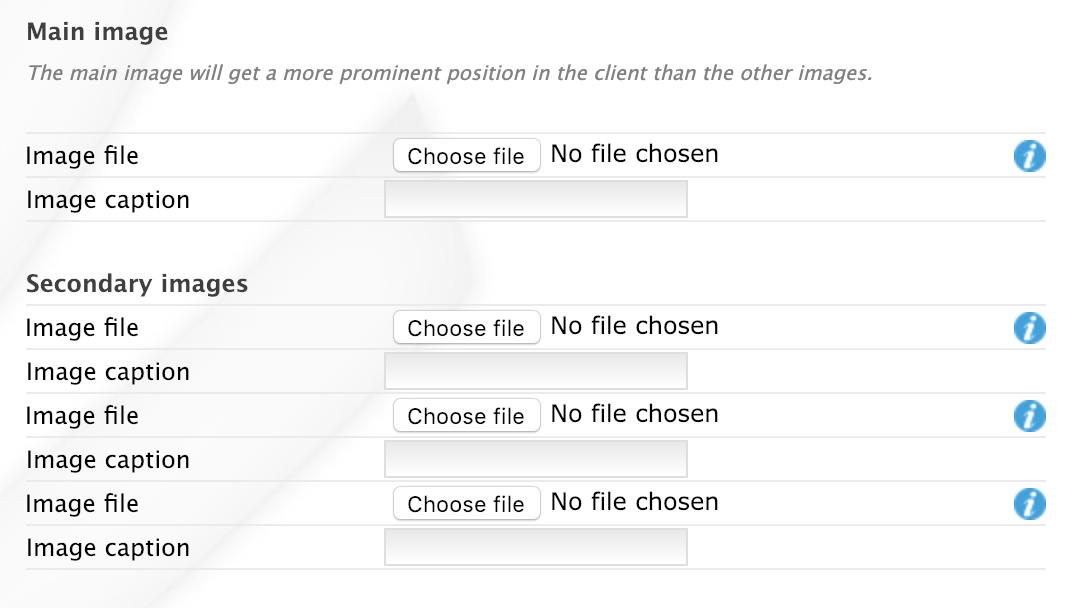 Main image
The main image will get a more prominent position in the client than the other images.
Image file Choose file No file chosen i
Image caption
Secondary images
Image file Choose file No file chosen i
Image caption
Image file Choose file No file chosen i
Image caption
Image file Choose file No file chosen i
Image caption